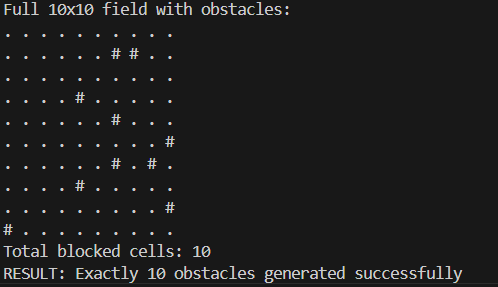 Full 10x10 field with obstacles:
. . . . . . . . . .
. . . . . . # # . .
. . . . . . . . . .
. . . . # . . . . .
. . . . . . # . . .
. . . . . . . . . #
. . . . . . # . # .
. . . . # . . . . .
. . . . . . . . . #
# . . . . . . . . .
Total blocked cells: 10
RESULT: Exactly 10 obstacles generated successfully